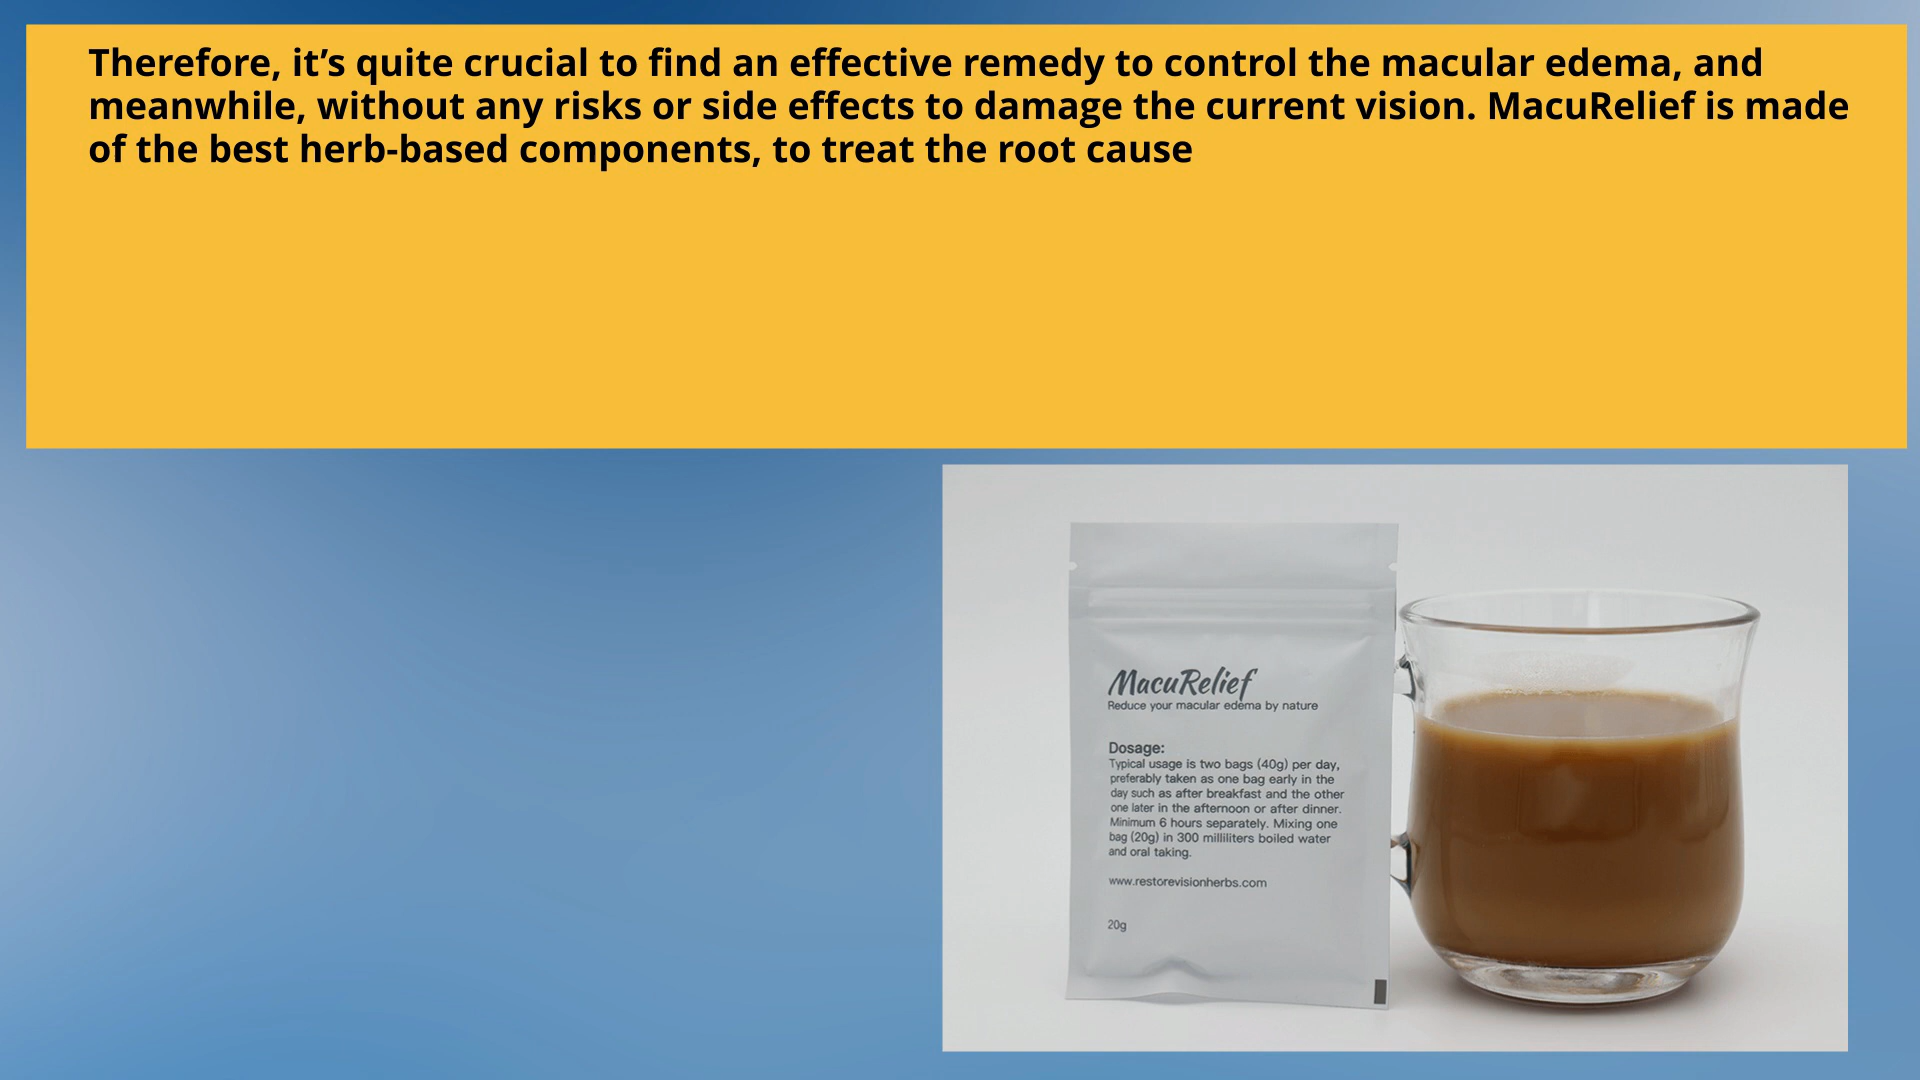 Therefore, it’s quite crucial to find an effective remedy to control the macular edema, and
meanwhile, without any risks or side effects to damage the current vision. MacuRelief is made
of the best herb-based components, to treat the root cause
MacuRelief
Reduce your macular edema by nature
Dosage:
Typical usage is two bags (40g) per day,
preferably taken as one bag early in the
day such as after breakfast and the other
one later in the afternoon or after dinner.
Minimum 6 hours separately. Mixing one
bag (20g) in 300 milliliters boiled water
and oral taking.
www.restorevisionherbs.com
20g